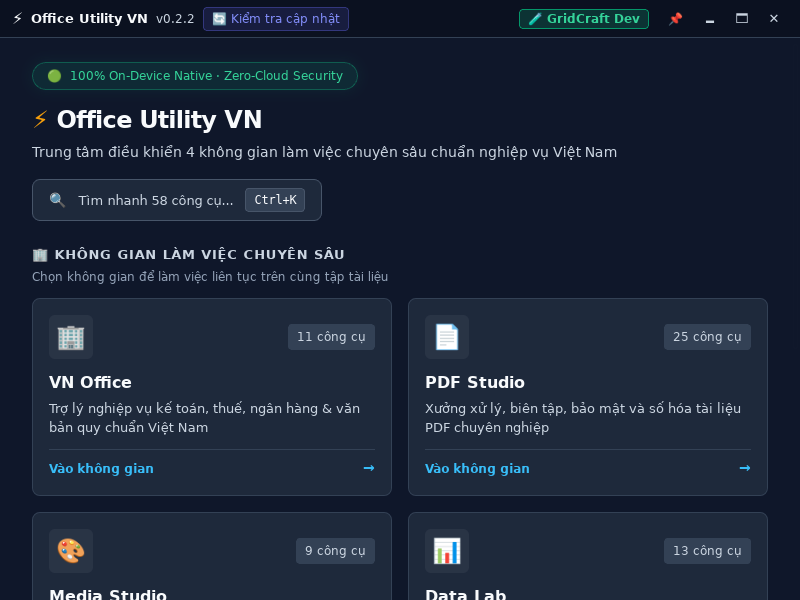 ⚡ Office Utility VN v0.2.2 🔄 Kiểm tra cập nhật 🧪 GridCraft Dev
100% On-Device Native · Zero-Cloud Security
⚡ Office Utility VN
Trung tâm điều khiển 4 không gian làm việc chuyên sâu chuẩn nghiệp vụ Việt Nam
Tìm nhanh 58 công cụ... Ctrl+K
🏢 KHÔNG GIAN LÀM VIỆC CHUYÊN SÂU
Chọn không gian để làm việc liên tục trên cùng tập tài liệu
11 công cụ
VN Office
Trợ lý nghiệp vụ kế toán, thuế, ngân hàng & văn
bản quy chuẩn Việt Nam
Vào không gian →
25 công cụ
PDF Studio
Xưởng xử lý, biên tập, bảo mật và số hóa tài liệu
PDF chuyên nghiệp
Vào không gian →
9 công cụ
Media Studio
13 công cụ
Data Lab